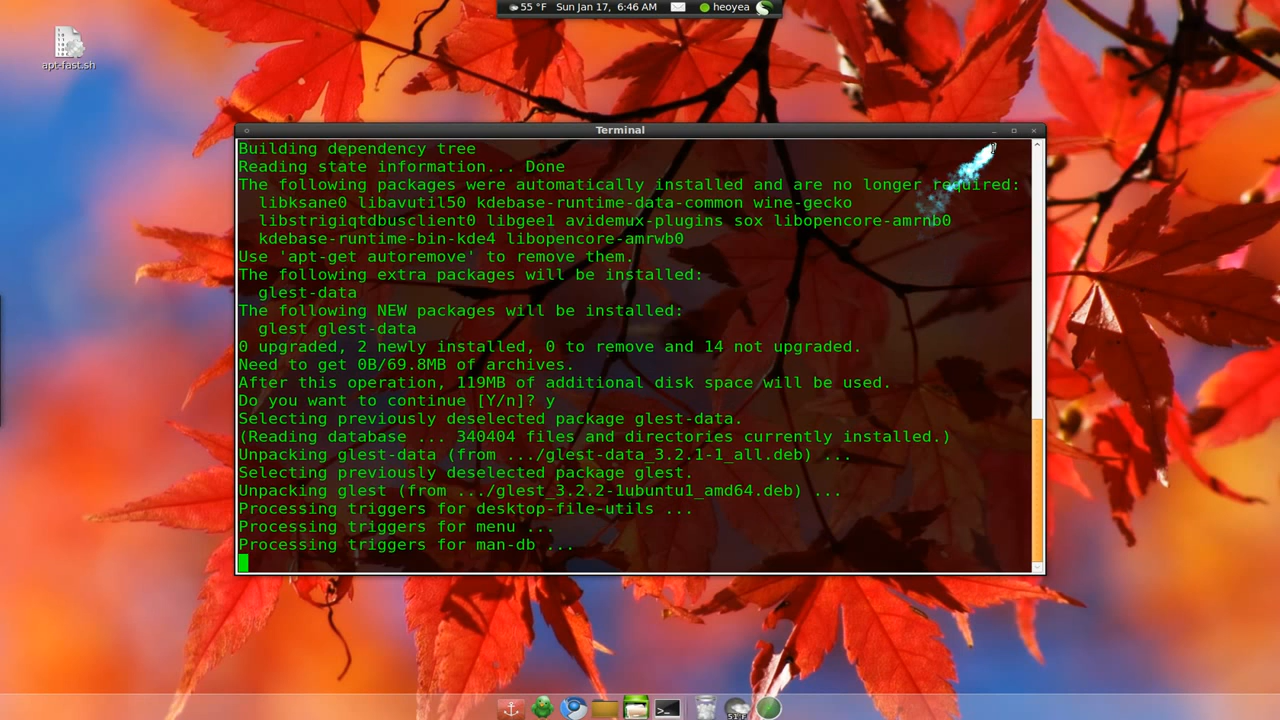 55 °F Sun Jan 17, 6:46 AM heoyea
apt-fast.sh
Terminal
Building dependency tree
Reading state information... Done
The following packages were automatically installed and are no longer required:
libksane0 libavutil50 kdebase-runtime-data-common wine-gecko
libstrigiqtdbusclient0 libgee1 avidemux-plugins sox libopencore-amrnb0
kdebase-runtime-bin-kde4 libopencore-amrwb0
Use 'apt-get autoremove' to remove them.
The following extra packages will be installed:
glest-data
The following NEW packages will be installed:
glest glest-data
0 upgraded, 2 newly installed, 0 to remove and 14 not upgraded.
Need to get 0B/69.8MB of archives.
After this operation, 119MB of additional disk space will be used.
Do you want to continue [Y/n]? y
Selecting previously deselected package glest-data.
(Reading database ... 340404 files and directories currently installed.)
Unpacking glest-data (from .../glest-data_3.2.1-1_all.deb) ...
Selecting previously deselected package glest.
Unpacking glest (from .../glest_3.2.2-1ubuntu1_amd64.deb) ...
Processing triggers for desktop-file-utils ...
Processing triggers for menu ...
Processing triggers for man-db ...
>_
51°F